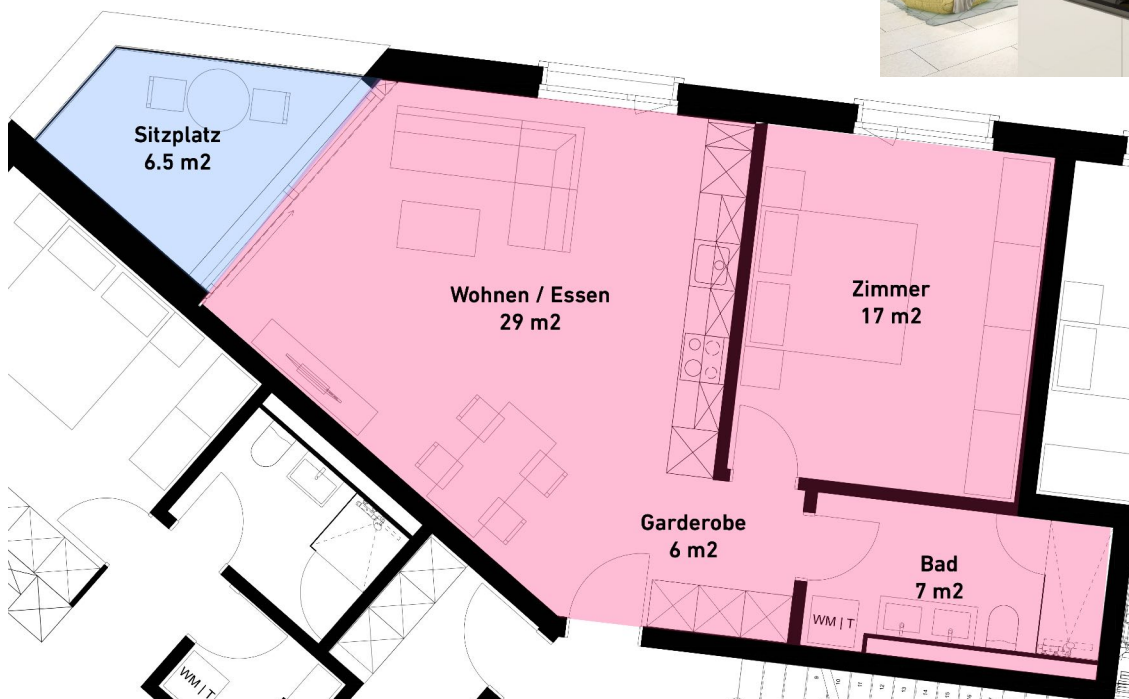 Sitzplatz
6.5 m2
Wohnen / Essen
29 m2
Zimmer
17 m2
Garderobe
6 m2
Bad
7 m2
WM | T
WM | T